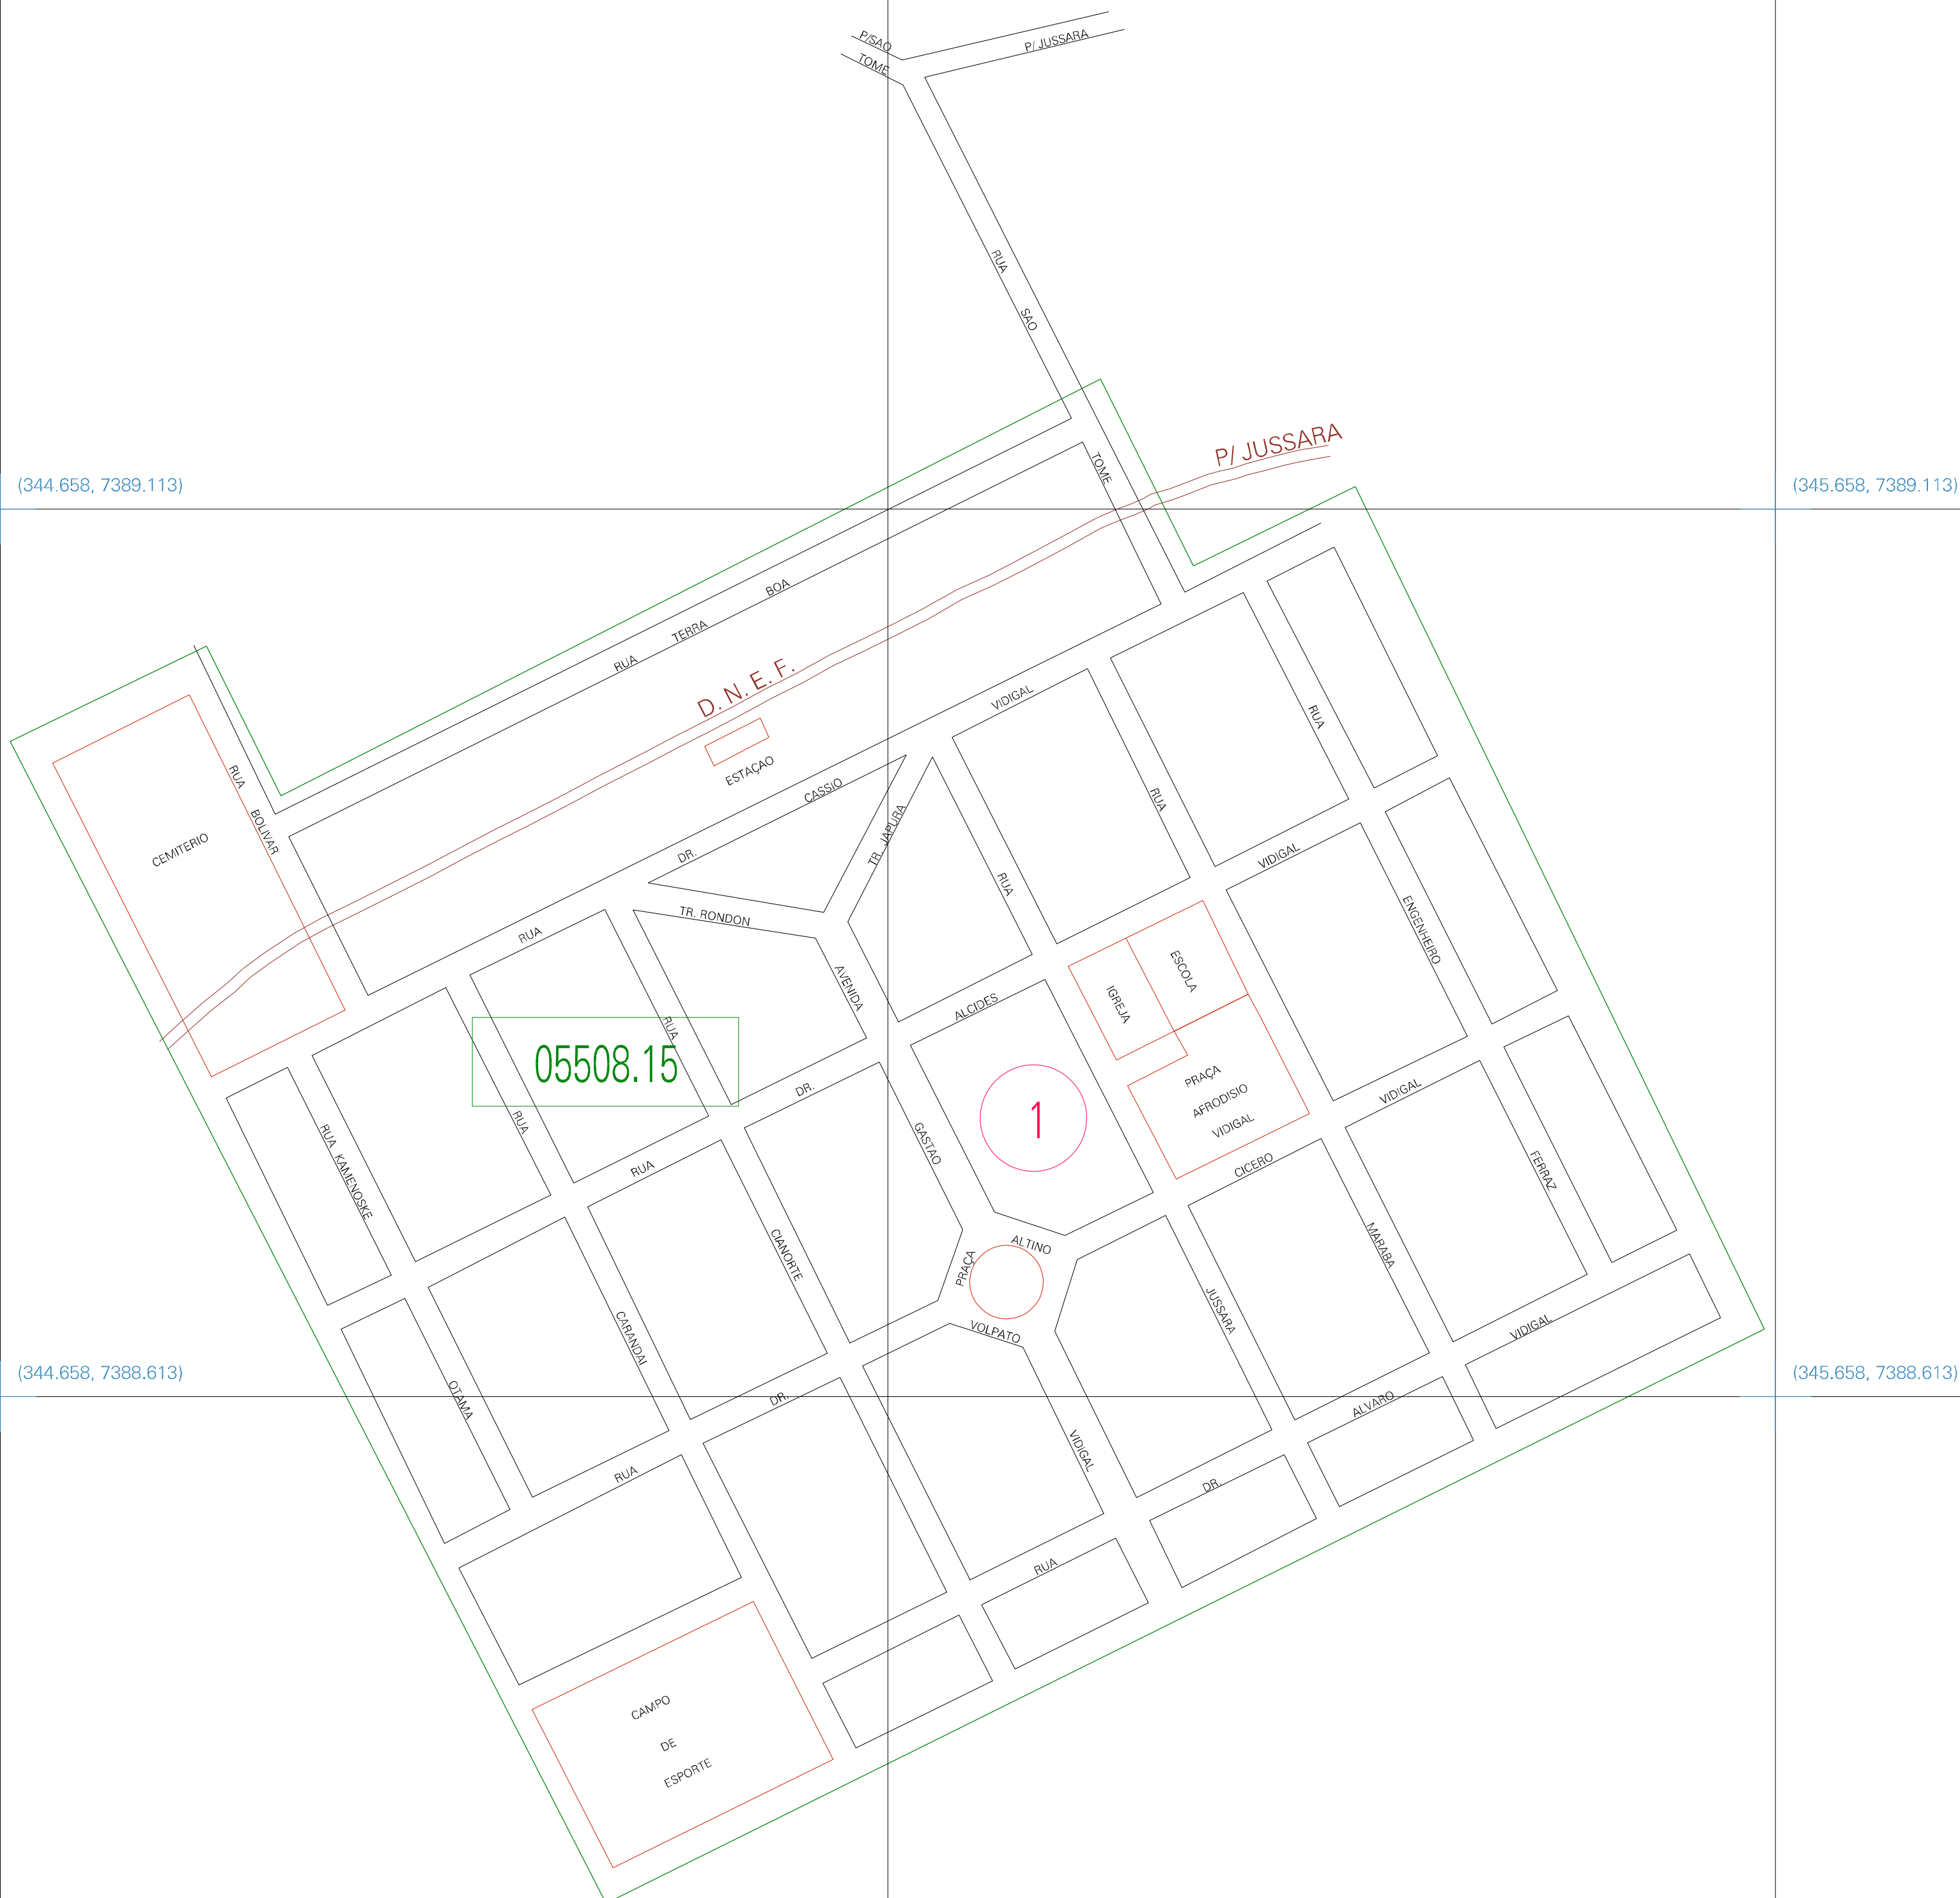 P/SAO
TOME
P/ JUSSARA
RUA
SAO
TOME
P/ JUSSARA
(344.658, 7389.113)
(345.658, 7389.113)
RUA
TERRA
BOA
D. N. E. F.
ESTAÇAO
RUA
BOLIVAR
CEMITERIO
RUA
DR.
CASSIO
VIDIGAL
TR. RONDON
TR. JAPURA
AVENIDA
GASTAO
VIDIGAL
RUA
RUA
RUA
RUA
DR.
ALCIDES
VIDIGAL
ESCOLA
IGREJA
PRAÇA
AFRODISIO
VIDIGAL
ENGENHEIRO
FERRAZ
05508.15
1
RUA
RUA
RUA KAMENOSKE
OTAMA
CARANDAI
CIANORTE
PRAÇA
ALTINO
VOLPATO
JUSSARA
MARABA
RUA
DR.
CICERO
VIDIGAL
(344.658, 7388.613)
(345.658, 7388.613)
RUA
DR.
ALVARO
VIDIGAL
CAMPO
DE
ESPORTE